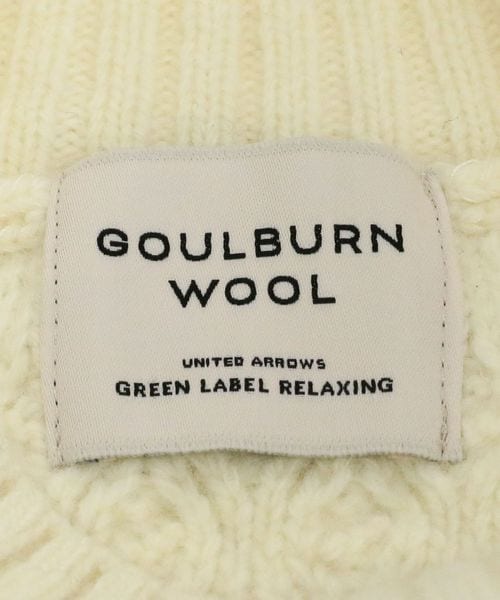 GOULBURN
WOOL
UNITED ARROWS
GREEN LABEL RELAXING